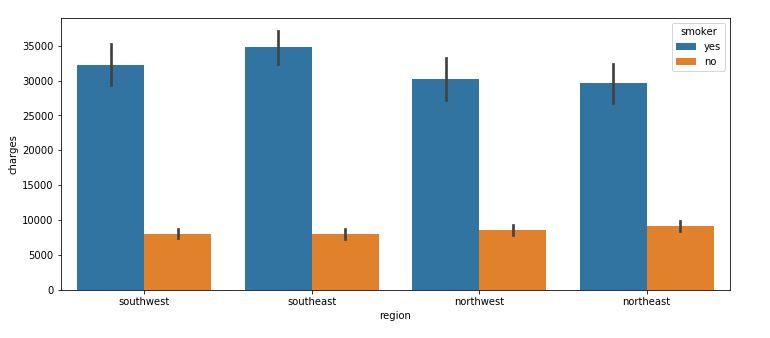 smoker
yes
no
charges
35000
30000
25000
20000
15000
10000
5000
0
southwest southeast northwest northeast
region